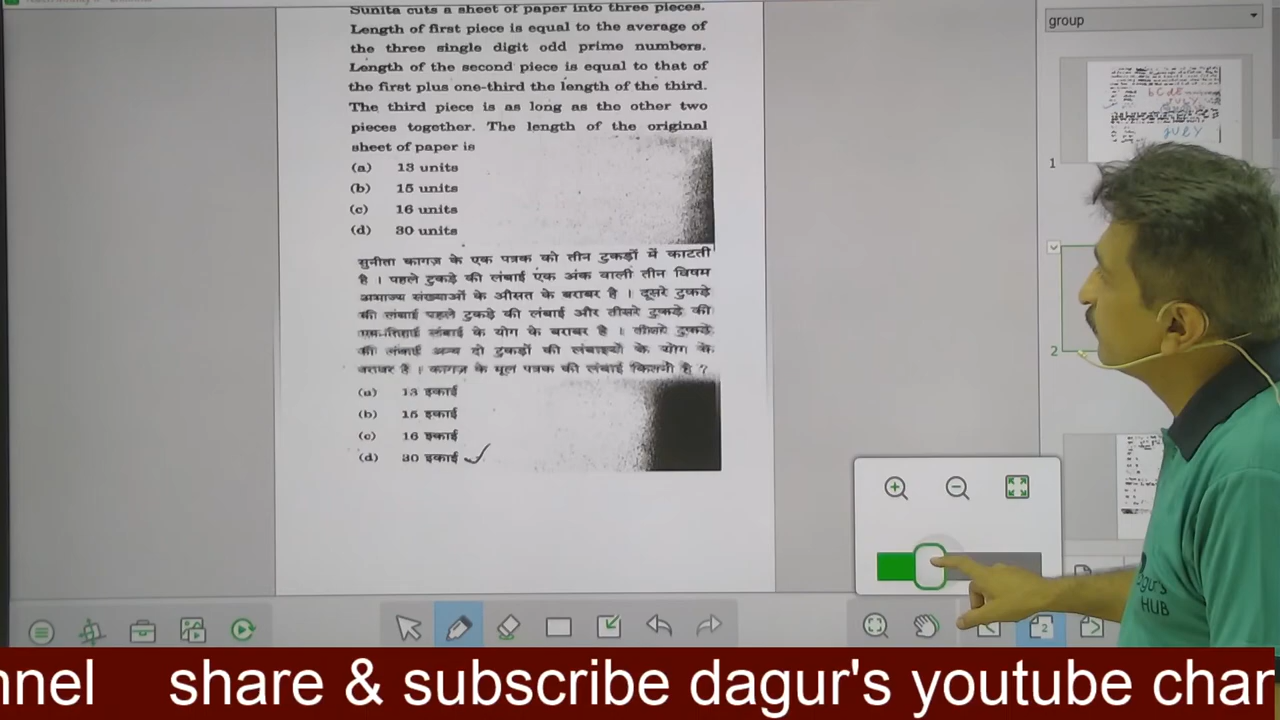 group
Sunita cuts a sheet of paper into three pieces.
Length of first piece is equal to the average of
the three single digit odd prime numbers.
Length of the second piece is equal to that of
the first plus one-third the length of the third.
The third piece is as long as the other two
pieces together. The length of the original
sheet of paper is
(a) 13 units
(b) 15 units
(c) 16 units
(d) 30 units
सुनीता कागज़ के एक पत्रक को तीन टुकड़ों में काटती
है । पहले टुकड़े की लंबाई एक अंक वाली तीन विषम
अभाज्य संख्याओं के औसत के बराबर है । दूसरे टुकड़े
की लंबाई पहले टुकड़े की लंबाई और तीसरे टुकड़े की
एक-तिहाई लंबाई के योग के बराबर है । तीसरे टुकड़े
की लंबाई अन्य दो टुकड़ों की लंबाइयों के योग के
बराबर है । कागज़ के मूल पत्रक की लंबाई कितनी है ?
(a) 13 इकाई
(b) 15 इकाई
(c) 16 इकाई
(d) 30 इकाई
1
2
2
HUB
nnel share & subscribe dagur's youtube char